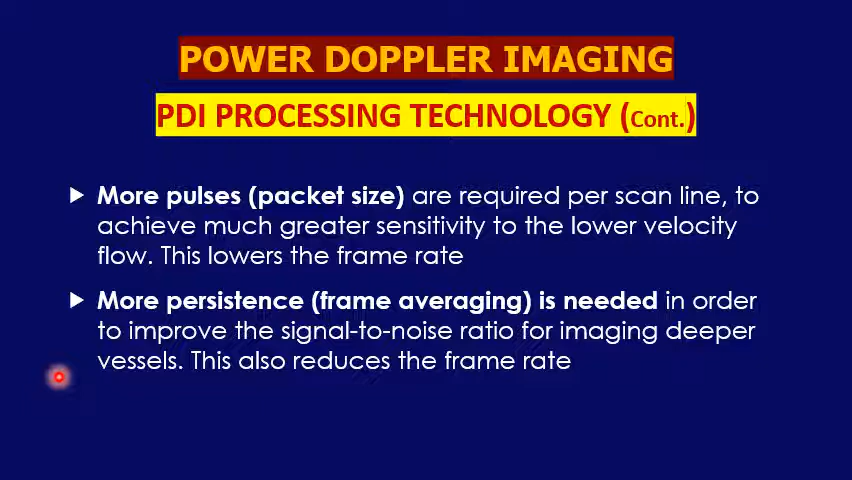 POWER DOPPLER IMAGING
PDI PROCESSING TECHNOLOGY (Cont.)
More pulses (packet size) are required per scan line, to
achieve much greater sensitivity to the lower velocity
flow. This lowers the frame rate
More persistence (frame averaging) is needed in order
to improve the signal-to-noise ratio for imaging deeper
vessels. This also reduces the frame rate